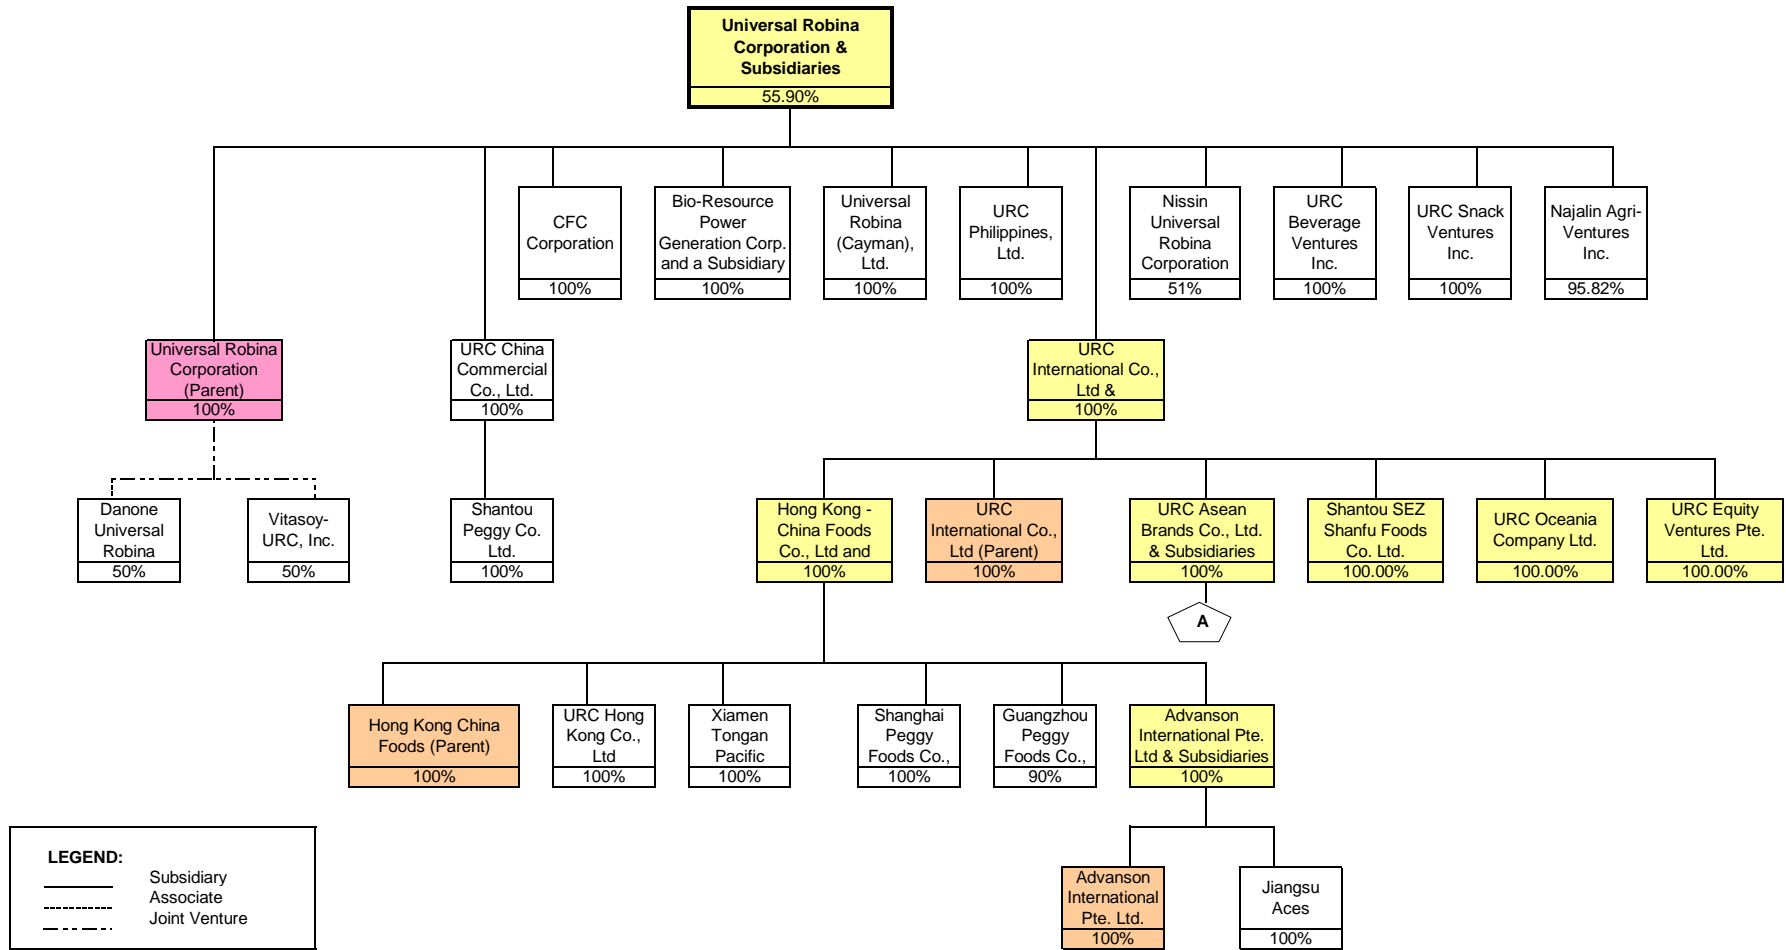 Universal Robina
Corporation &
Subsidiaries
55.90%
CFC
Corporation
100%
Bio-Resource
Power
Generation Corp.
and a Subsidiary
100%
Universal
Robina
(Cayman),
Ltd.
100%
URC
Philippines,
Ltd.
100%
Nissin
Universal
Robina
Corporation
51%
URC
Beverage
Ventures
Inc.
100%
URC Snack
Ventures
Inc.
100%
Najalin Agri-
Ventures
Inc.
95.82%
Universal Robina
Corporation
(Parent)
100%
URC China
Commercial
Co., Ltd.
100%
URC
International Co.,
Ltd &
100%
Danone
Universal
Robina
50%
Vitasoy-
URC, Inc.
50%
Shantou
Peggy Co.
Ltd.
100%
Hong Kong -
China Foods
Co., Ltd and
100%
URC
International Co.,
Ltd (Parent)
100%
URC Asean
Brands Co., Ltd.
& Subsidiaries
100%
Shantou SEZ
Shanfu Foods
Co. Ltd.
100.00%
URC Oceania
Company Ltd.
100.00%
URC Equity
Ventures Pte.
Ltd.
100.00%
A
Hong Kong China
Foods (Parent)
100%
URC Hong
Kong Co.,
Ltd
100%
Xiamen
Tongan
Pacific
100%
Shanghai
Peggy
Foods Co.,
100%
Guangzhou
Peggy
Foods Co.,
90%
Advanson
International Pte.
Ltd & Subsidiaries
100%
Advanson
International
Pte. Ltd.
100%
Jiangsu
Aces
100%
LEGEND:
Subsidiary
Associate
Joint Venture